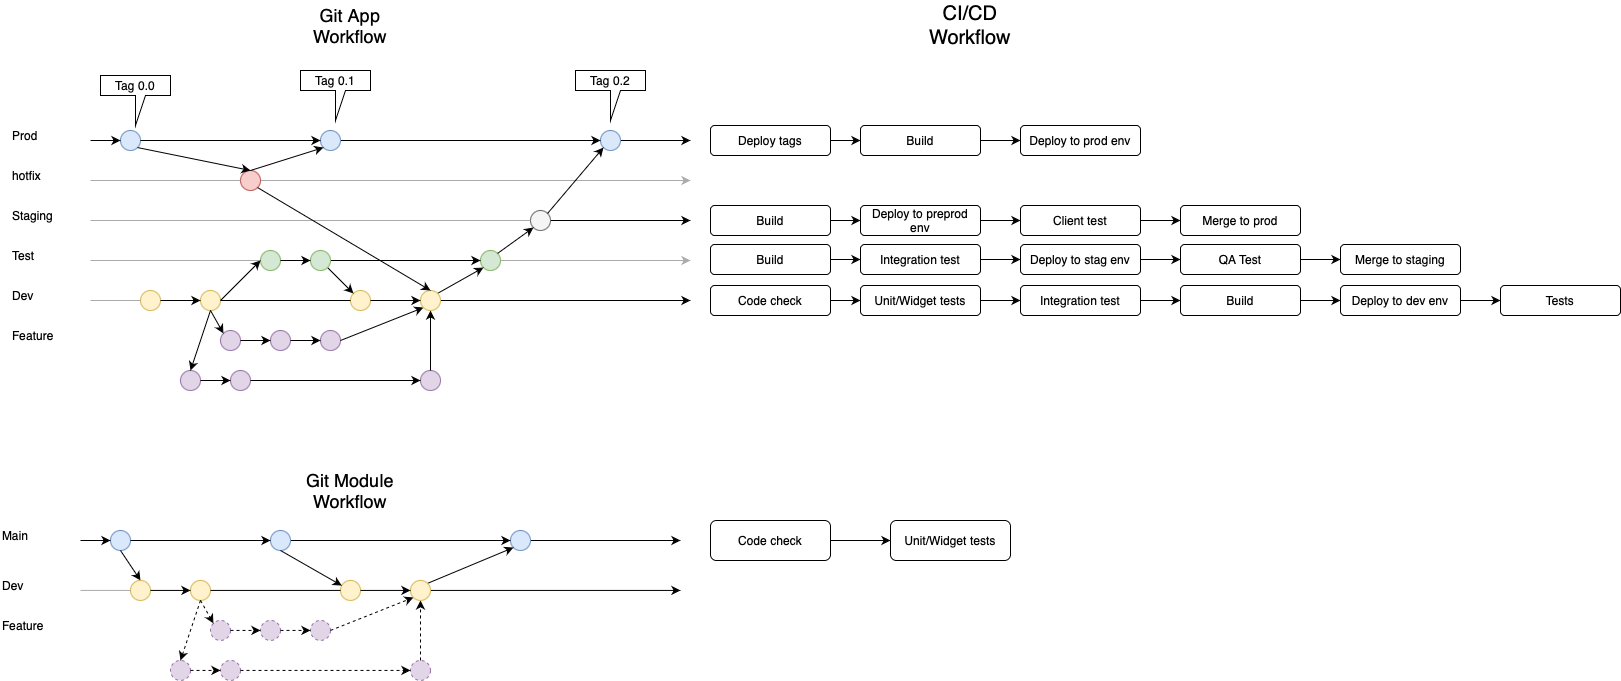 Git App
Workflow
CI/CD
Workflow
Tag 0.0
Tag 0.1
Tag 0.2
Prod
Deploy tags
Build
Deploy to prod env
hotfix
Staging
Build
Deploy to preprod
env
Client test
Merge to prod
Test
Build
Integration test
Deploy to stag env
QA Test
Merge to staging
Dev
Code check
Unit/Widget tests
Integration test
Build
Deploy to dev env
Tests
Feature
Git Module
Workflow
Main
Code check
Unit/Widget tests
Dev
Feature